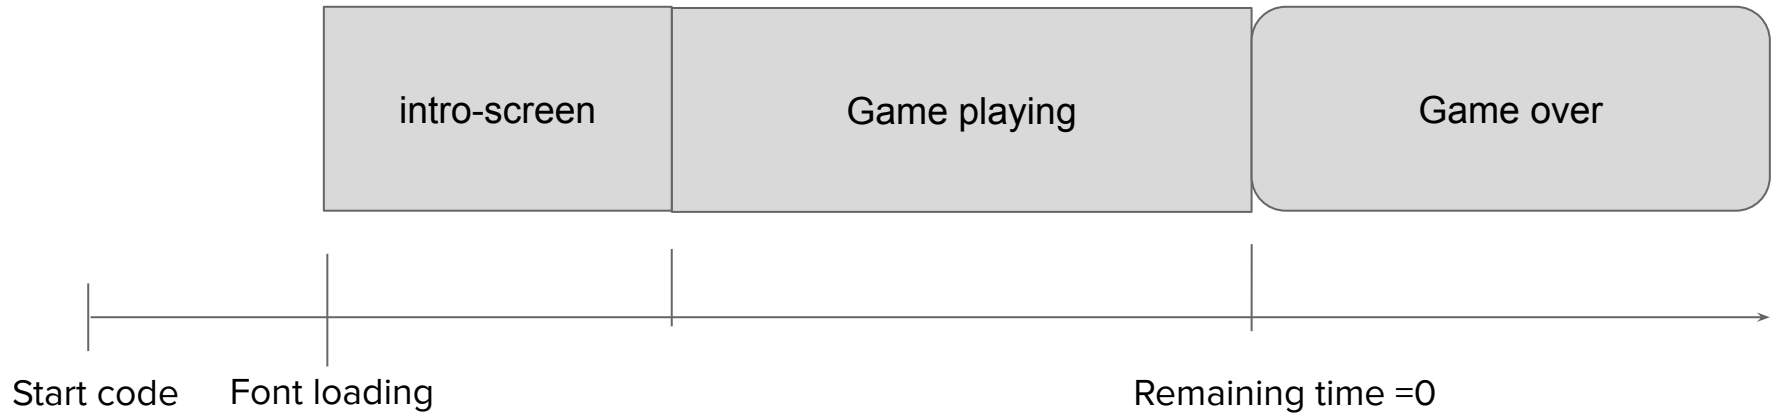 intro-screen
Game playing
Game over
Start code
Font loading
Remaining time =0